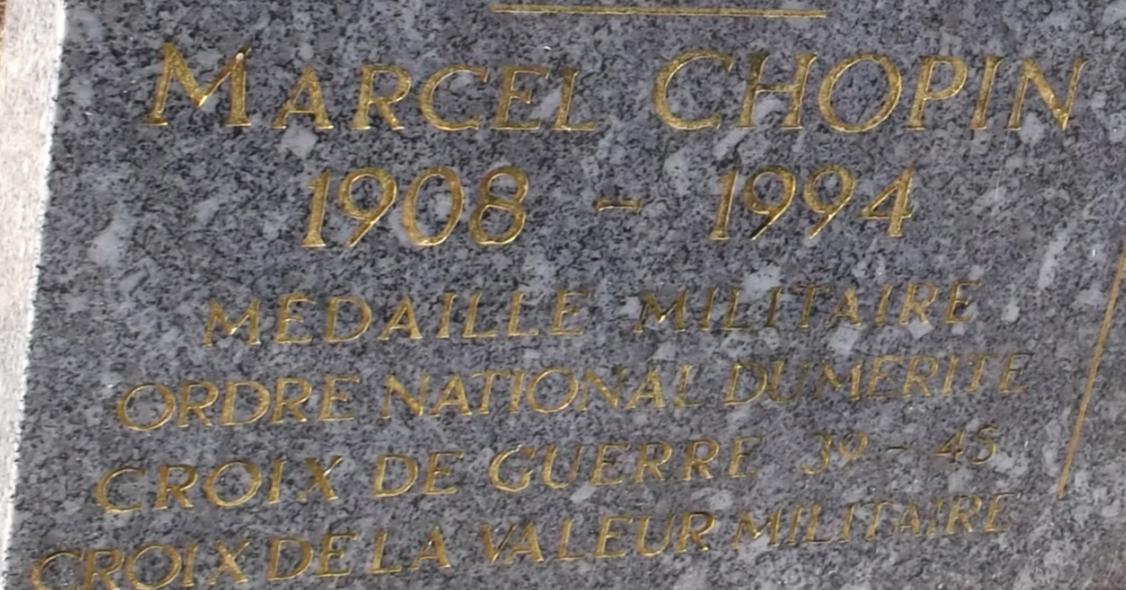 MARCEL CHOPIN
1908 - 1994
MÉDAILLE MILITAIRE
ORDRE NATIONAL DU MERITE
CROIX DE GUERRE 39 - 45
CROIX DE LA VALEUR MILITAIRE